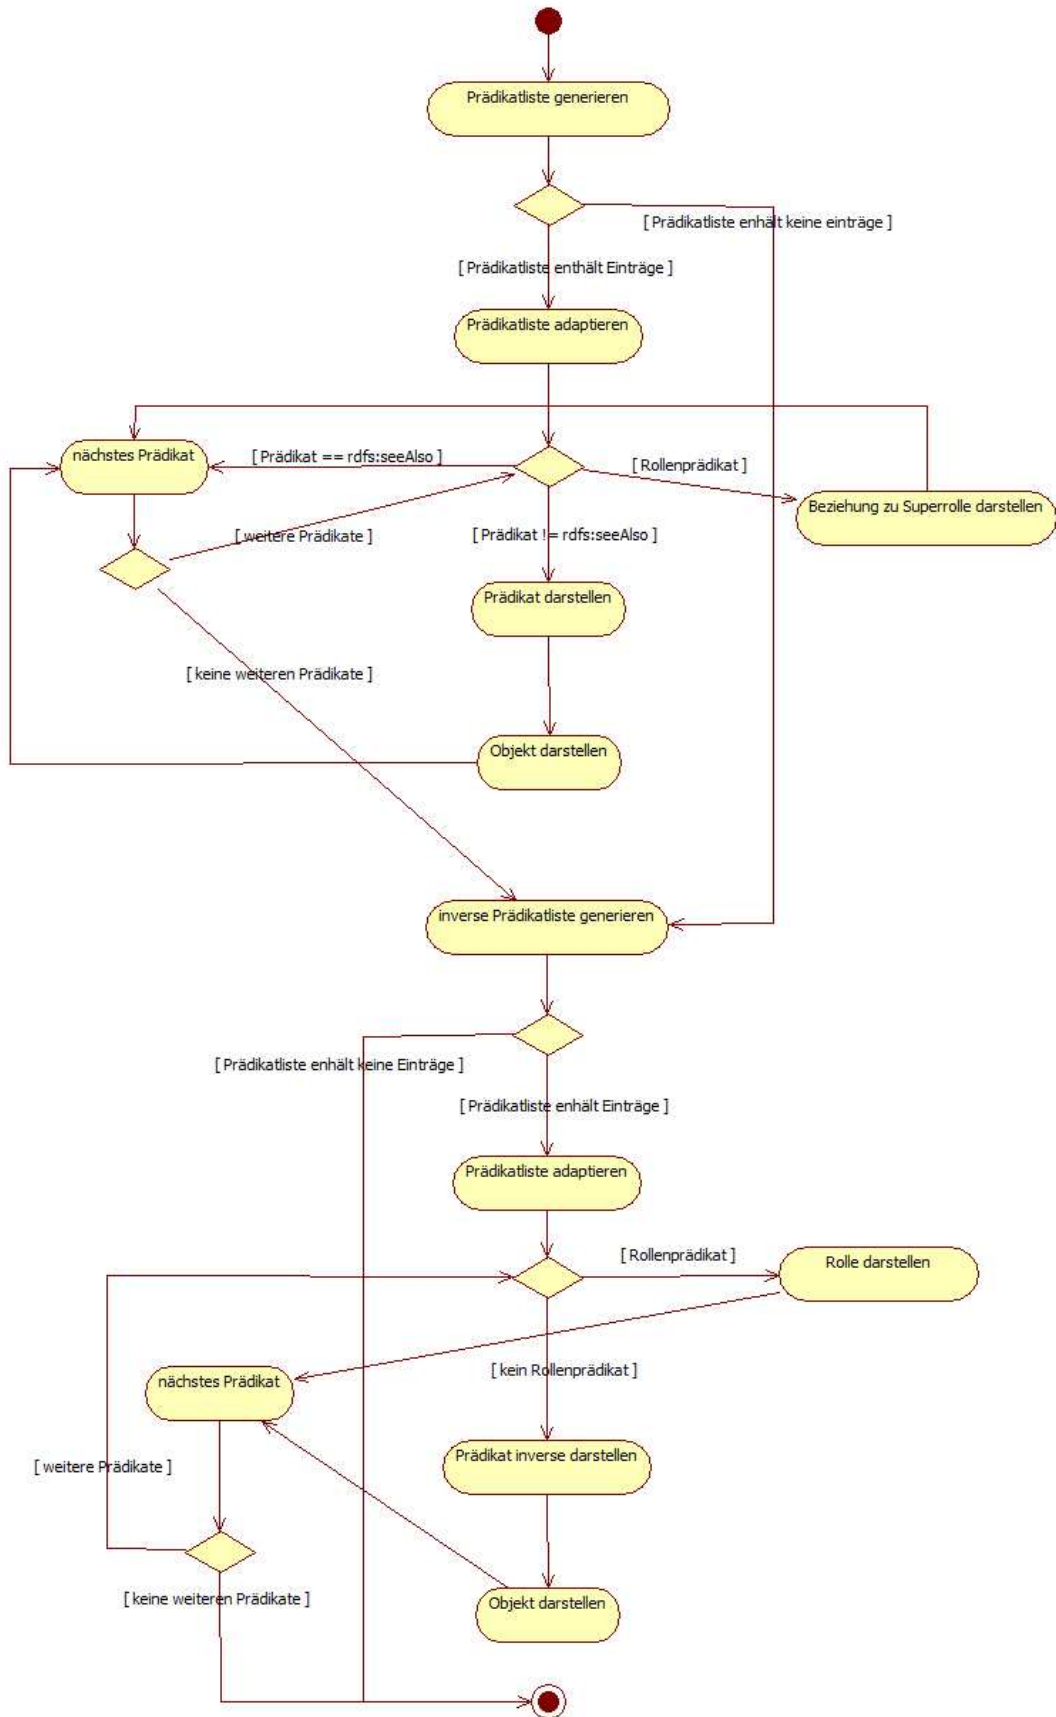 Prädikatliste generieren
[ Prädikatliste enhält keine einträge ]
[ Prädikatliste enthält Einträge ]
Prädikatliste adaptieren
nächstes Prädikat
[ Prädikat == rdfs:seeAlso ]
[ Rollenprädikat ]
Beziehung zu Superrolle darstellen
[ weitere Prädikate ]
[ Prädikat != rdfs:seeAlso ]
Prädikat darstellen
[ keine weiteren Prädikate ]
Objekt darstellen
inverse Prädikatliste generieren
[ Prädikatliste enhält keine Einträge ]
[ Prädikatliste enhält Einträge ]
Prädikatliste adaptieren
[ Rollenprädikat ]
Rolle darstellen
[ kein Rollenprädikat ]
nächstes Prädikat
Prädikat inverse darstellen
[ weitere Prädikate ]
[ keine weiteren Prädikate ]
Objekt darstellen